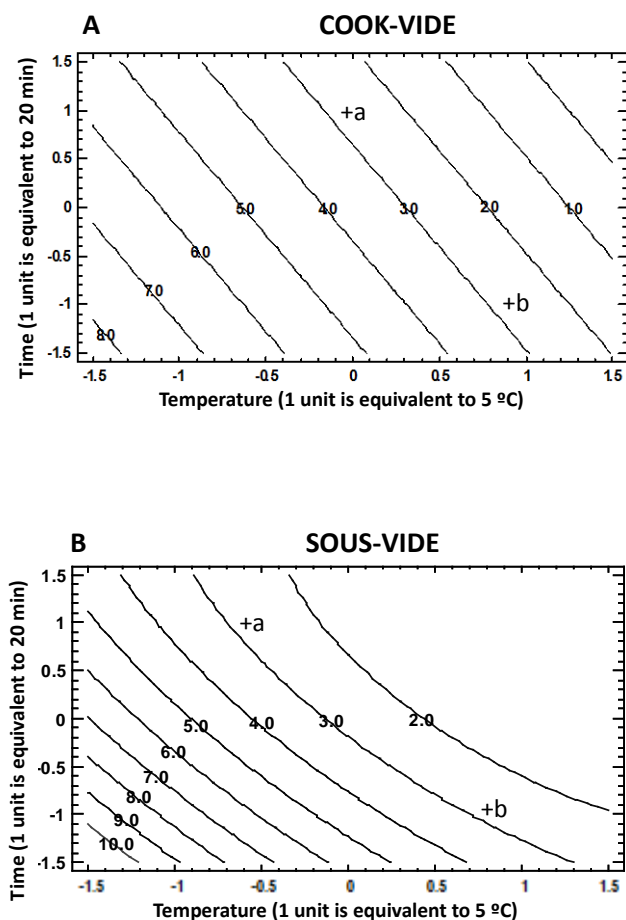 A COOK-VIDE
Time (1 unit is equivalent to 20 min)
1.5
1
0.5
0
-0.5
-1
-1.5
+a
5.0 4.0 3.0 2.0 1.0
6.0
7.0
+b
8.0
-1.5 -1 -0.5 0 0.5 1 1.5
Temperature (1 unit is equivalent to 5 ºC)
B SOUS-VIDE
Time (1 unit is equivalent to 20 min)
1.5
1
0.5
0
-0.5
-1
-1.5
+a
5.0 4.0 3.0 2.0
6.0
7.0
8.0
+b
9.0
10.0
-1.5 -1 -0.5 0 0.5 1 1.5
Temperature (1 unit is equivalent to 5 ºC)